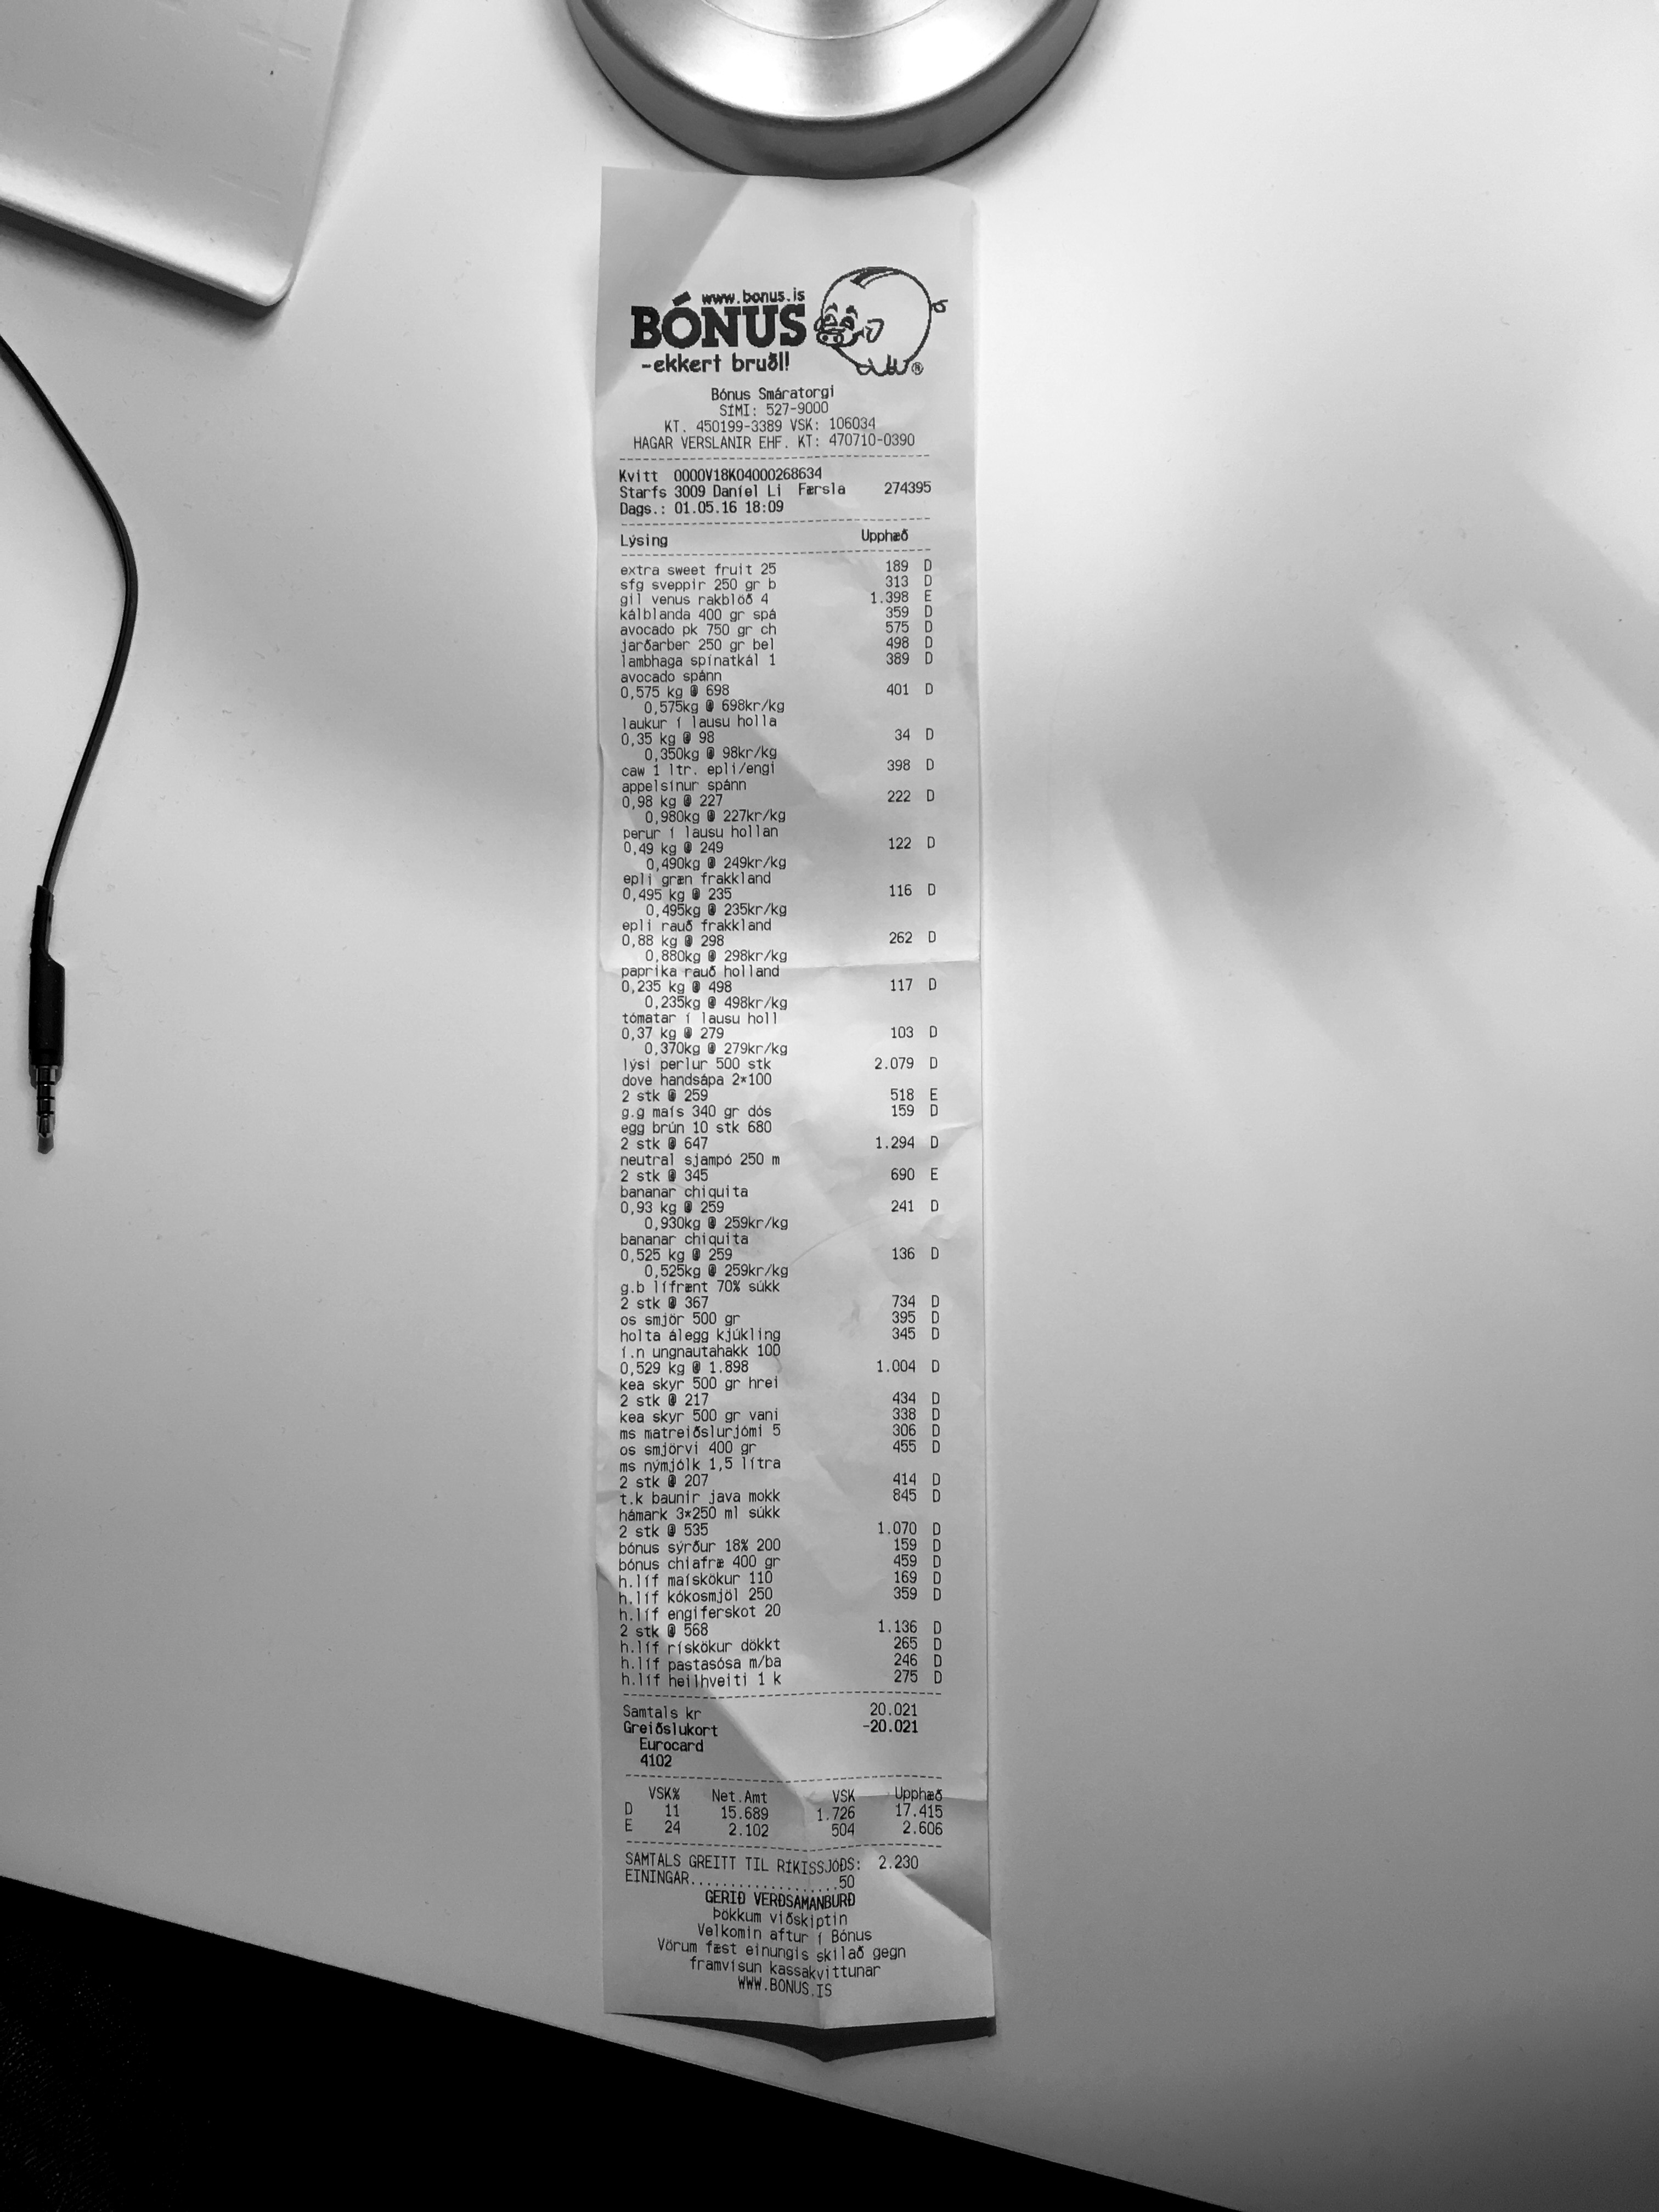 www.bonus.is
BÓNUS
-ekkert bruðl!
Bónus Smáratorgi
SÍMI: 527-9000
KT. 450199-3389 VSK: 106034
HAGAR VERSLANIR EHF. KT: 470710-0390
Kvitt 0000V18K04000268634
Starfs 3009 Daníel Li Færsla 274395
Dags.: 01.05.16 18:09
Lýsing Upphæð
extra sweet fruit 25 189 D
sfg sveppir 250 gr b 313 D
gil venus rakblöð 4 1.398 E
kálblanda 400 gr spá 359 D
avocado pk 750 gr ch 575 D
jarðarber 250 gr bel 498 D
lambhaga spínatkál 1 389 D
avocado spánn
0,575 kg @ 698 401 D
0,575kg @ 698kr/kg
laukur í lausu holla
0,35 kg @ 98 34 D
0,350kg @ 98kr/kg
caw 1 ltr. epli/engi 398 D
appelsínur spánn
0,98 kg @ 227 222 D
0,980kg @ 227kr/kg
perur í lausu hollan
0,49 kg @ 249 122 D
0,490kg @ 249kr/kg
epli græn frakkland
0,495 kg @ 235 116 D
0,495kg @ 235kr/kg
epli rauð frakkland
0,88 kg @ 298 262 D
0,880kg @ 298kr/kg
paprika rauð holland
0,235 kg @ 498 117 D
0,235kg @ 498kr/kg
tómatar í lausu holl
0,37 kg @ 279 103 D
0,370kg @ 279kr/kg
lýsi perlur 500 stk 2.079 D
dove handsápa 2*100
2 stk @ 259 518 E
g.g maís 340 gr dós 159 D
egg brún 10 stk 680
2 stk @ 647 1.294 D
neutral sjampó 250 m
2 stk @ 345 690 E
bananar chiquita
0,93 kg @ 259 241 D
0,930kg @ 259kr/kg
bananar chiquita
0,525 kg @ 259 136 D
0,525kg @ 259kr/kg
g.b lífrænt 70% súkk
2 stk @ 367 734 D
os smjör 500 gr 395 D
holta álegg kjúkling 345 D
í.n ungnautahakk 100
0,529 kg @ 1.898 1.004 D
kea skyr 500 gr hrei
2 stk @ 217 434 D
kea skyr 500 gr vani 338 D
ms matreiðslurjómi 5 306 D
os smjörvi 400 gr 455 D
ms nýmjólk 1,5 lítra
2 stk @ 207 414 D
t.k baunir java mokk 845 D
hámark 3*250 ml súkk
2 stk @ 535 1.070 D
bónus sýrður 18% 200 159 D
bónus chiafræ 400 gr 459 D
h.líf maískökur 110 169 D
h.líf kókosmjöl 250 359 D
h.líf engiferskot 20
2 stk @ 568 1.136 D
h.líf rískökur dökkt 265 D
h.líf pastasósa m/ba 246 D
h.líf heilhveiti 1 k 275 D
Samtals kr 20.021
Greiðslukort -20.021
Eurocard
4102
VSK% Net.Amt VSK Upphæð
D 11 15.689 1.726 17.415
E 24 2.102 504 2.606
SAMTALS GREITT TIL RÍKISSJÓÐS: 2.230
EININGAR...................50
GERIÐ VERÐSAMANBURÐ
Þökkum viðskiptin
Velkomin aftur í Bónus
Vörum fæst einungis skilað gegn
framvísun kassakvittunar
WWW.BONUS.IS